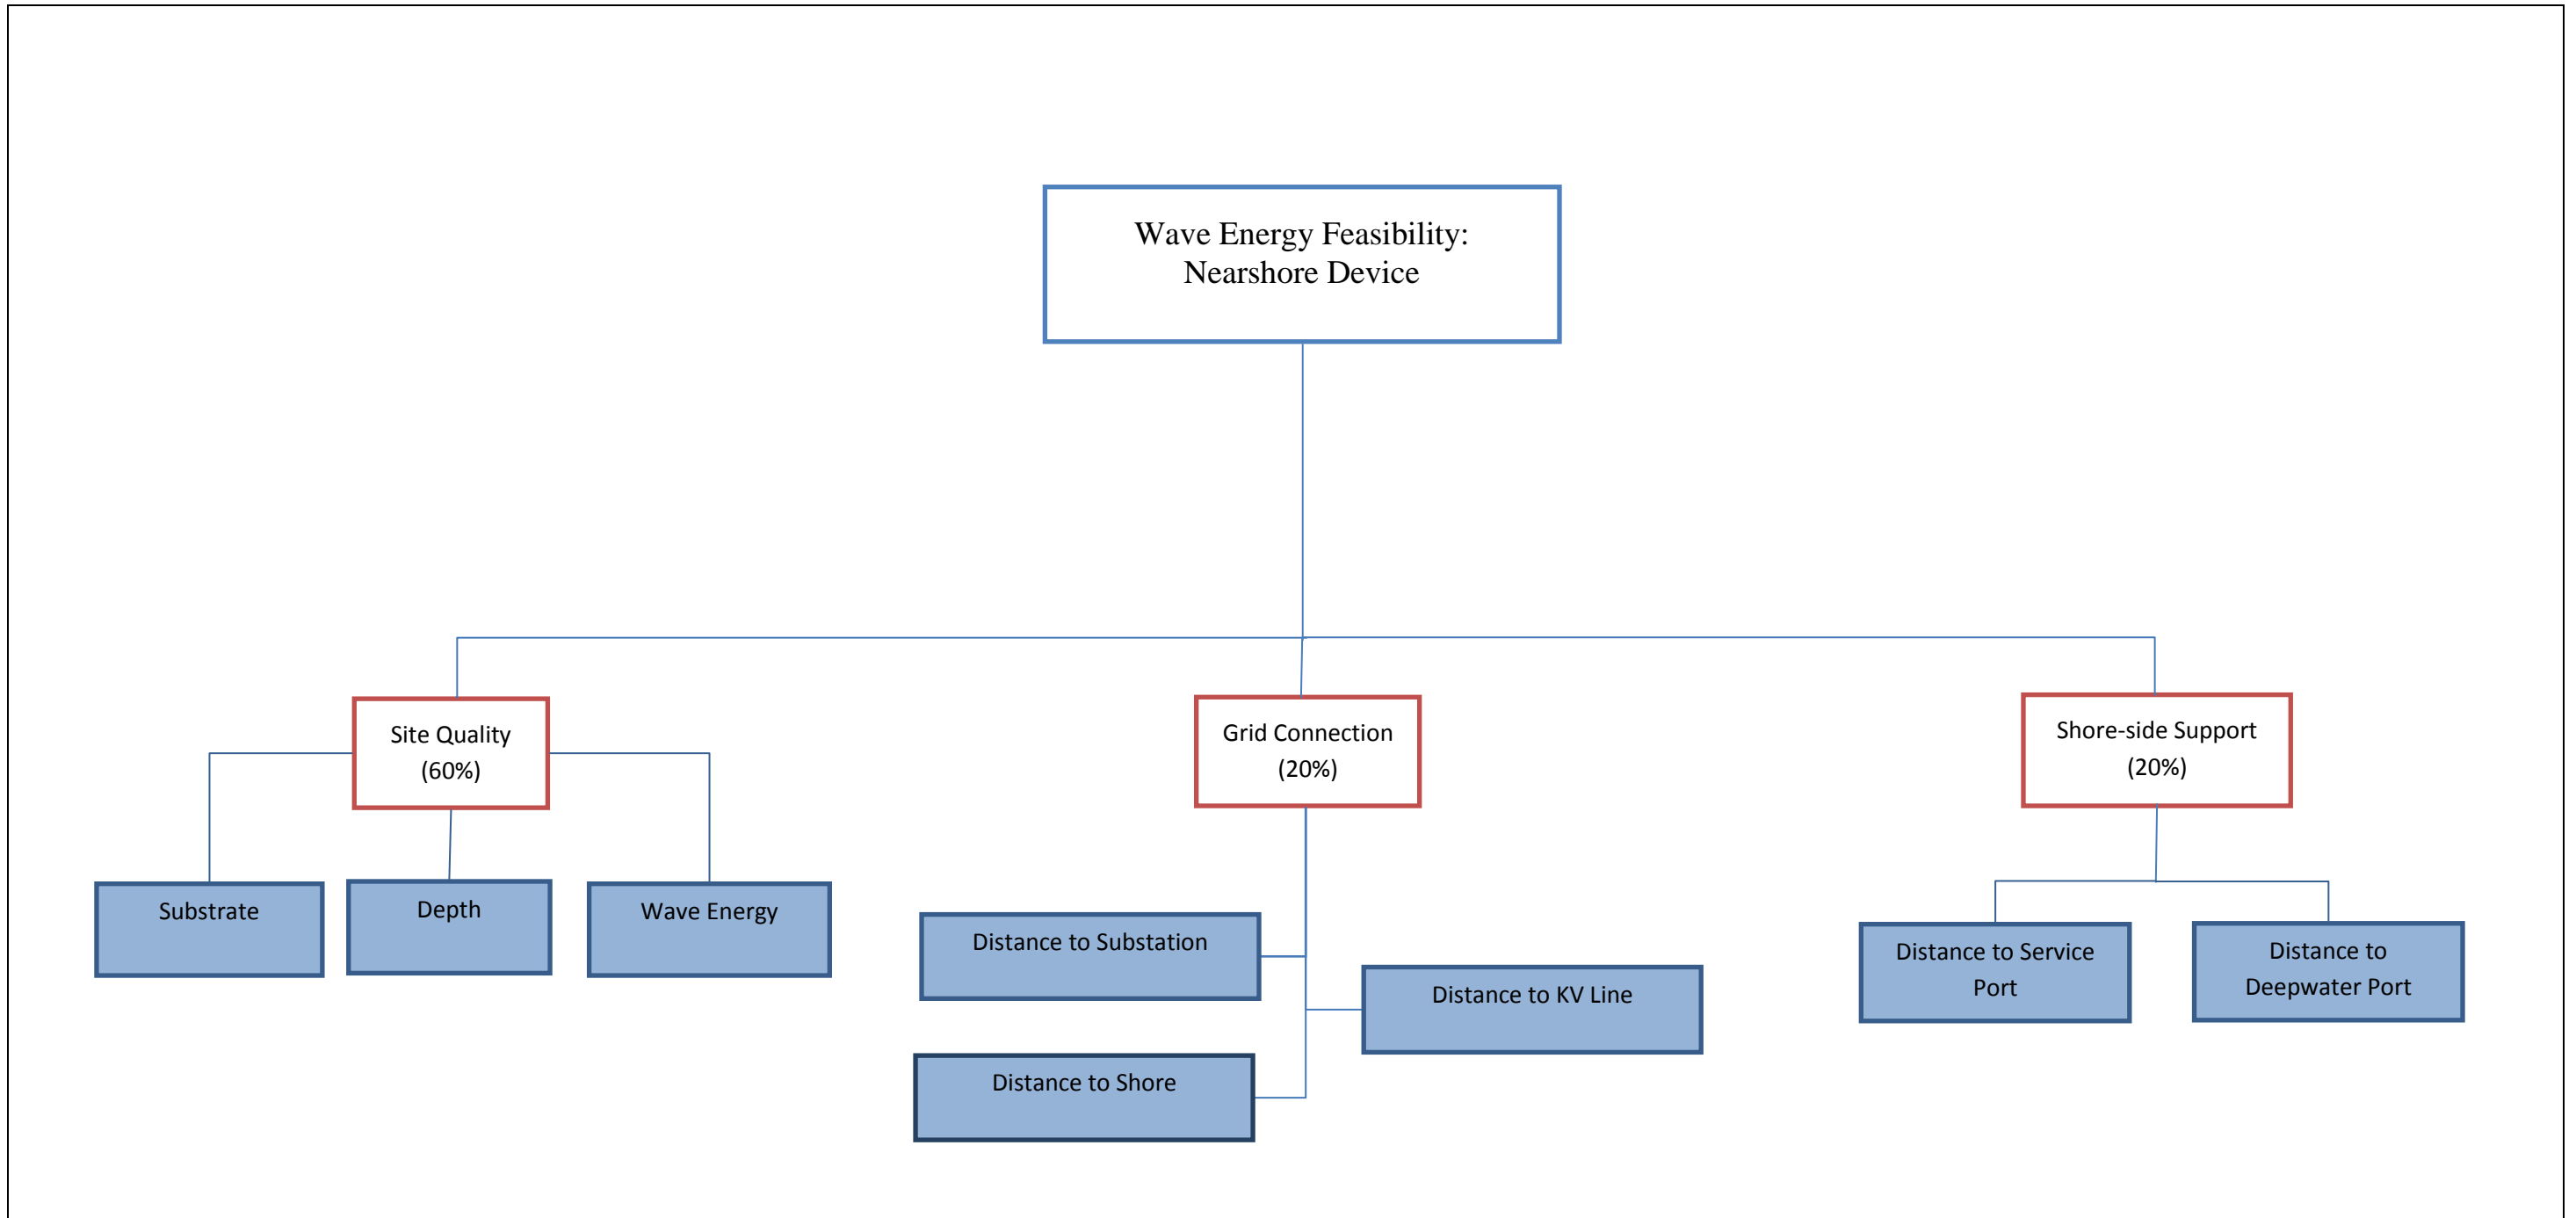 Wave Energy Feasibility:
Nearshore Device
Site Quality
(60%)
Grid Connection
(20%)
Shore-side Support
(20%)
Substrate
Depth
Wave Energy
Distance to Substation
Distance to KV Line
Distance to Shore
Distance to Service
Port
Distance to
Deepwater Port